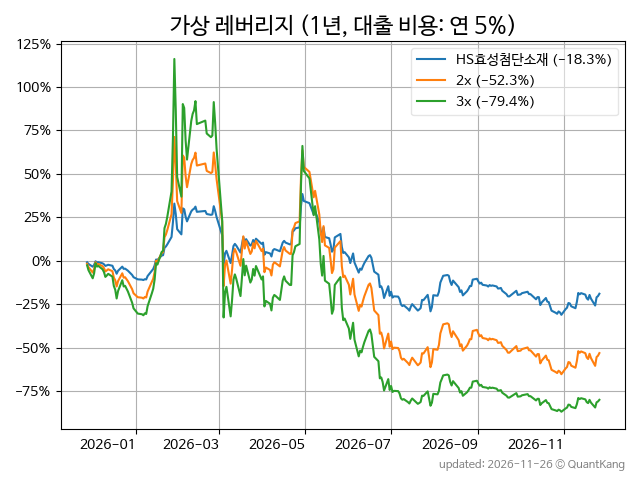 가상 레버리지 (1년, 대출 비용: 연 5%)
HS효성첨단소재 (−18.3%)
2x (−52.3%)
3x (−79.4%)
125%
100%
75%
50%
25%
0%
−25%
−50%
−75%
2026-01 2026-03 2026-05 2026-07 2026-09 2026-11
updated: 2026-11-26 © QuantKang